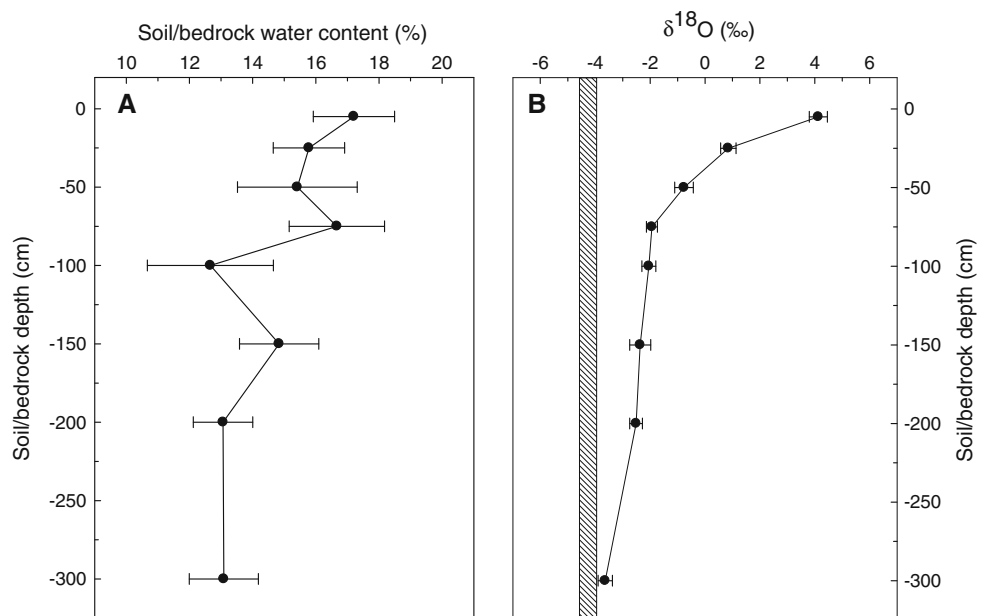 Soil/bedrock water content (%)
10 12 14 16 18 20
A
0
-50
-100
-150
-200
-250
-300
Soil/bedrock depth (cm)
δ18O (‰)
-6 -4 -2 0 2 4 6
B
0
-50
-100
-150
-200
-250
-300
Soil/bedrock depth (cm)